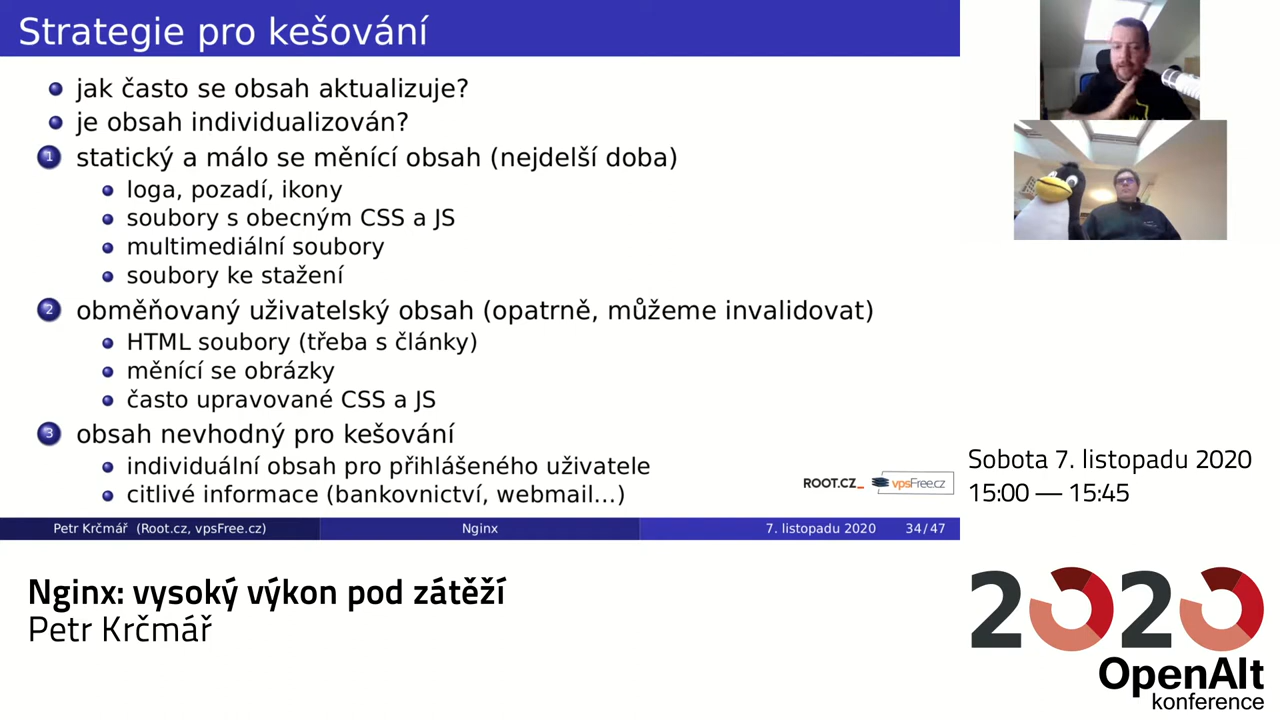 Strategie pro kešování
jak často se obsah aktualizuje?
je obsah individualizován?
1 statický a málo se měnící obsah (nejdelší doba)
loga, pozadí, ikony
soubory s obecným CSS a JS
multimediální soubory
soubory ke stažení
2 obměňovaný uživatelský obsah (opatrně, můžeme invalidovat)
HTML soubory (třeba s články)
měnící se obrázky
často upravované CSS a JS
3 obsah nevhodný pro kešování
individuální obsah pro přihlášeného uživatele
citlivé informace (bankovnictví, webmail...)
ROOT.CZ_ vpsFree.cz
Petr Krčmář (Root.cz, vpsFree.cz) Nginx 7. listopadu 2020 34/47
Sobota 7. listopadu 2020
15:00 — 15:45
Nginx: vysoký výkon pod zátěží
Petr Krčmář
2020
OpenAlt
konference